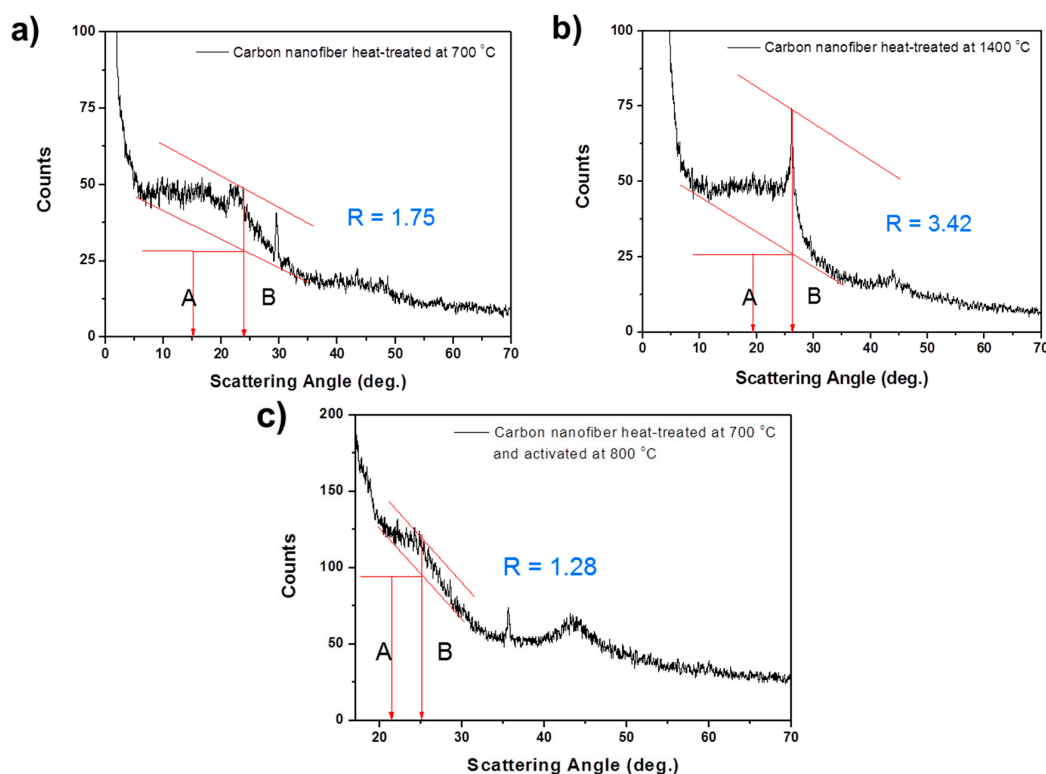 a)
Carbon nanofiber heat-treated at 700 °C
100
75
50
25
0
Counts
R = 1.75
A
B
0 10 20 30 40 50 60 70
Scattering Angle (deg.)
b)
Carbon nanofiber heat-treated at 1400 °C
100
75
50
25
0
Counts
R = 3.42
A
B
0 10 20 30 40 50 60 70
Scattering Angle (deg.)
c)
Carbon nanofiber heat-treated at 700 °C
and activated at 800 °C
200
150
100
50
0
Counts
R = 1.28
A
B
20 30 40 50 60 70
Scattering Angle (deg.)